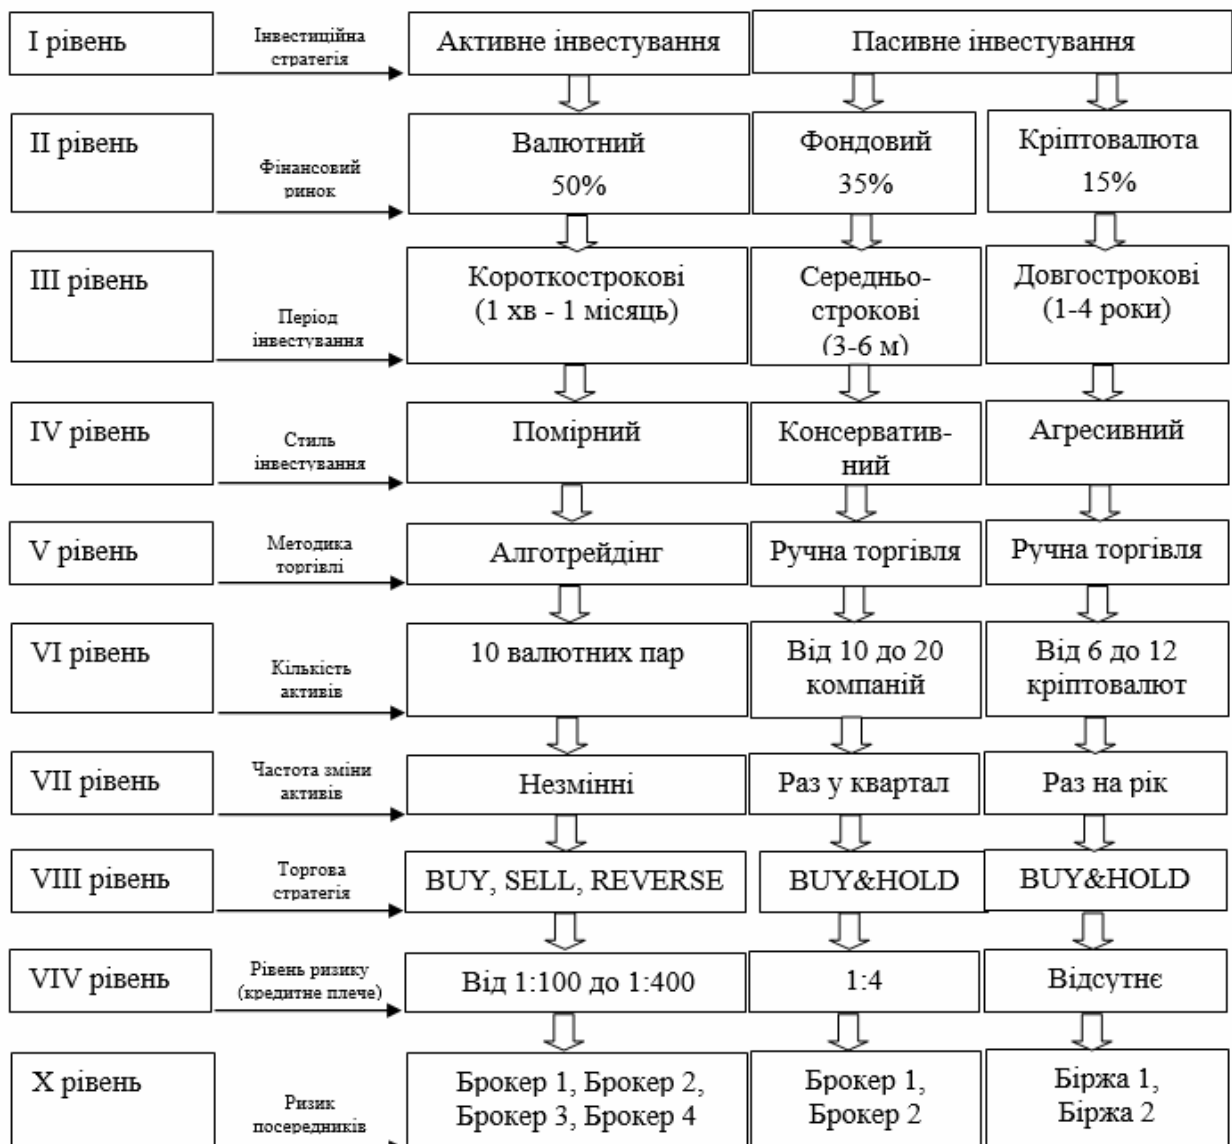 I рівень
Інвестиційна
стратегія
Активне інвестування
Пасивне інвестування
II рівень
Фінансовий
ринок
Валютний
50%
Фондовий
35%
Кріптовалюта
15%
III рівень
Період
інвестування
Короткострокові
(1 хв - 1 місяць)
Середньо-
строкові
(3-6 м)
Довгострокові
(1-4 роки)
IV рівень
Стиль
інвестування
Помірний
Консерватив-
ний
Агресивний
V рівень
Методика
торгівлі
Алготрейдінг
Ручна торгівля
Ручна торгівля
VI рівень
Кількість
активів
10 валютних пар
Від 10 до 20
компаній
Від 6 до 12
кріптовалют
VII рівень
Частота зміни
активів
Незмінні
Раз у квартал
Раз на рік
VIII рівень
Торгова
стратегія
BUY, SELL, REVERSE
BUY&HOLD
BUY&HOLD
VIV рівень
Рівень ризику
(кредитне плече)
Від 1:100 до 1:400
1:4
Відсутнє
X рівень
Ризик
посередників
Брокер 1, Брокер 2,
Брокер 3, Брокер 4
Брокер 1,
Брокер 2
Біржа 1,
Біржа 2